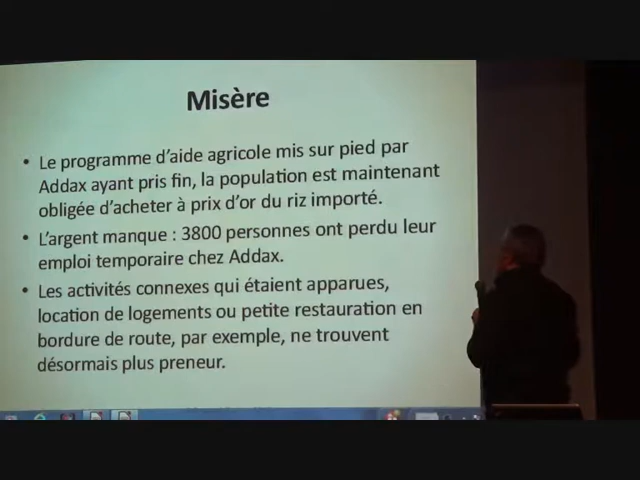 Misère
• Le programme d'aide agricole mis sur pied par
Addax ayant pris fin, la population est maintenant
obligée d'acheter à prix d'or du riz importé.
• L'argent manque : 3800 personnes ont perdu leur
emploi temporaire chez Addax.
• Les activités connexes qui étaient apparues,
location de logements ou petite restauration en
bordure de route, par exemple, ne trouvent
désormais plus preneur.